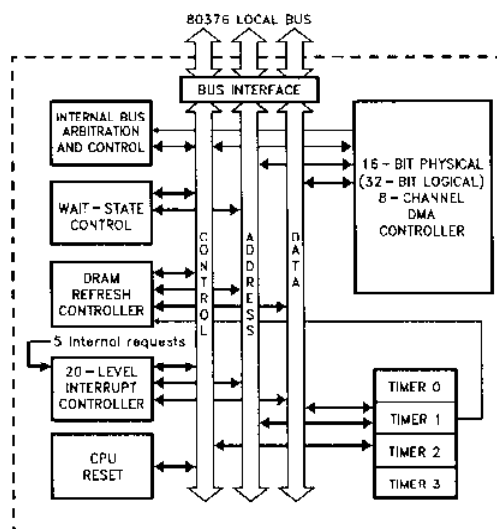 80376 LOCAL BUS
BUS INTERFACE
INTERNAL BUS
ARBITRATION
AND CONTROL
16-BIT PHYSICAL
(32-BIT LOGICAL)
8-CHANNEL
DMA
CONTROLLER
WAIT-STATE
CONTROL
CONTROL
ADDRESS
DATA
DRAM
REFRESH
CONTROLLER
5 Internal requests
20-LEVEL
INTERRUPT
CONTROLLER
TIMER 0
TIMER 1
TIMER 2
TIMER 3
CPU
RESET